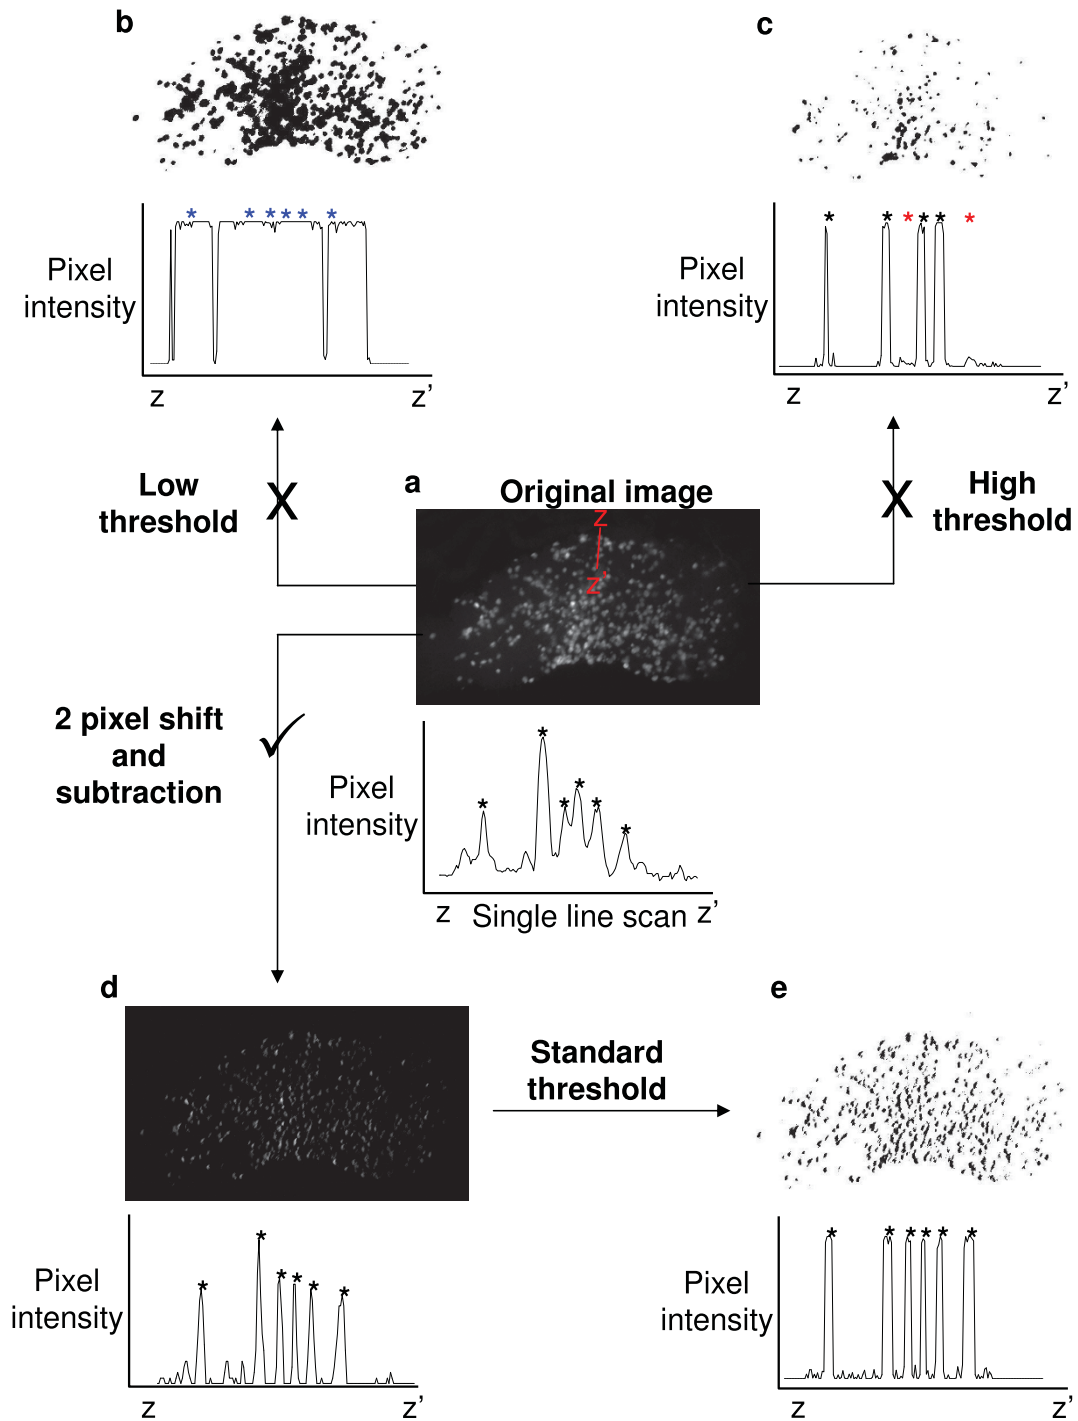 b
* * * * * *
Pixel
intensity
z z’
c
* * * * * *
Pixel
intensity
z z’
Low
threshold
X
a
Original image
z
z’
X
High
threshold
2 pixel shift
and
subtraction
* * * * * *
Pixel
intensity
z Single line scan z’
d
* * * * * *
Pixel
intensity
z z’
Standard
threshold
e
* * * * * *
Pixel
intensity
z z’